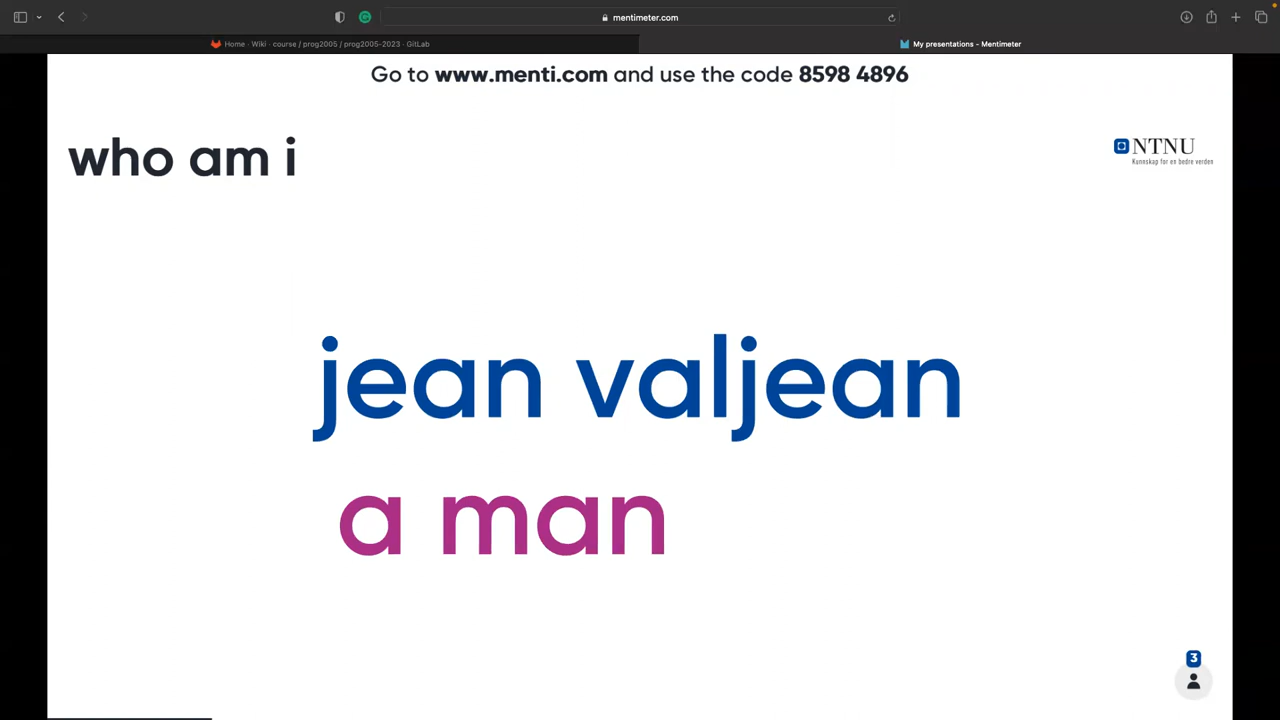 mentimeter.com
Home · Wiki · course / prog2005 / prog2005-2023 · GitLab
My presentations - Mentimeter
Go to www.menti.com and use the code 8598 4896
who am i
NTNU
Kunnskap for en bedre verden
jean valjean
a man
3